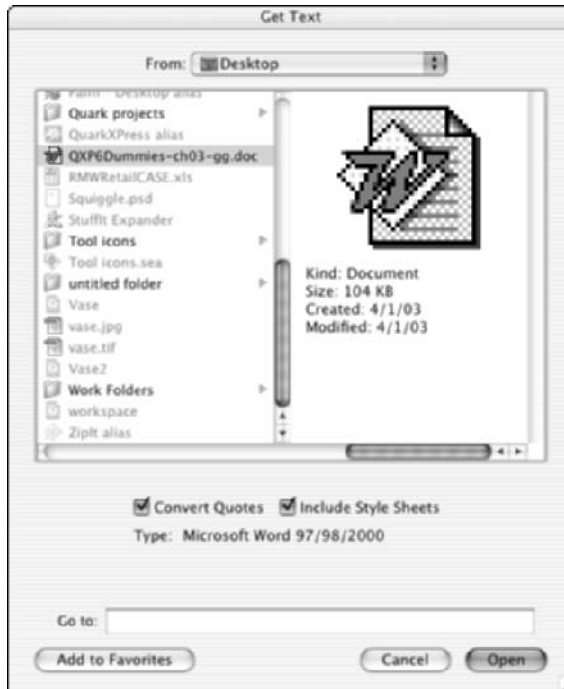 Get Text
From: Desktop
Paint - Desktop alias
Quark projects
QuarkXPress alias
QXP6Dummies-ch03-gg.doc
RMWRetailCASE.xls
Squiggle.psd
StuffIt Expander
Tool icons
Tool icons.sea
untitled folder
Vase
vase.jpg
vase.tif
Vase2
Work Folders
workspace
ZipIt alias
Kind: Document
Size: 104 KB
Created: 4/1/03
Modified: 4/1/03
Convert Quotes Include Style Sheets
Type: Microsoft Word 97/98/2000
Go to:
Add to Favorites Cancel Open